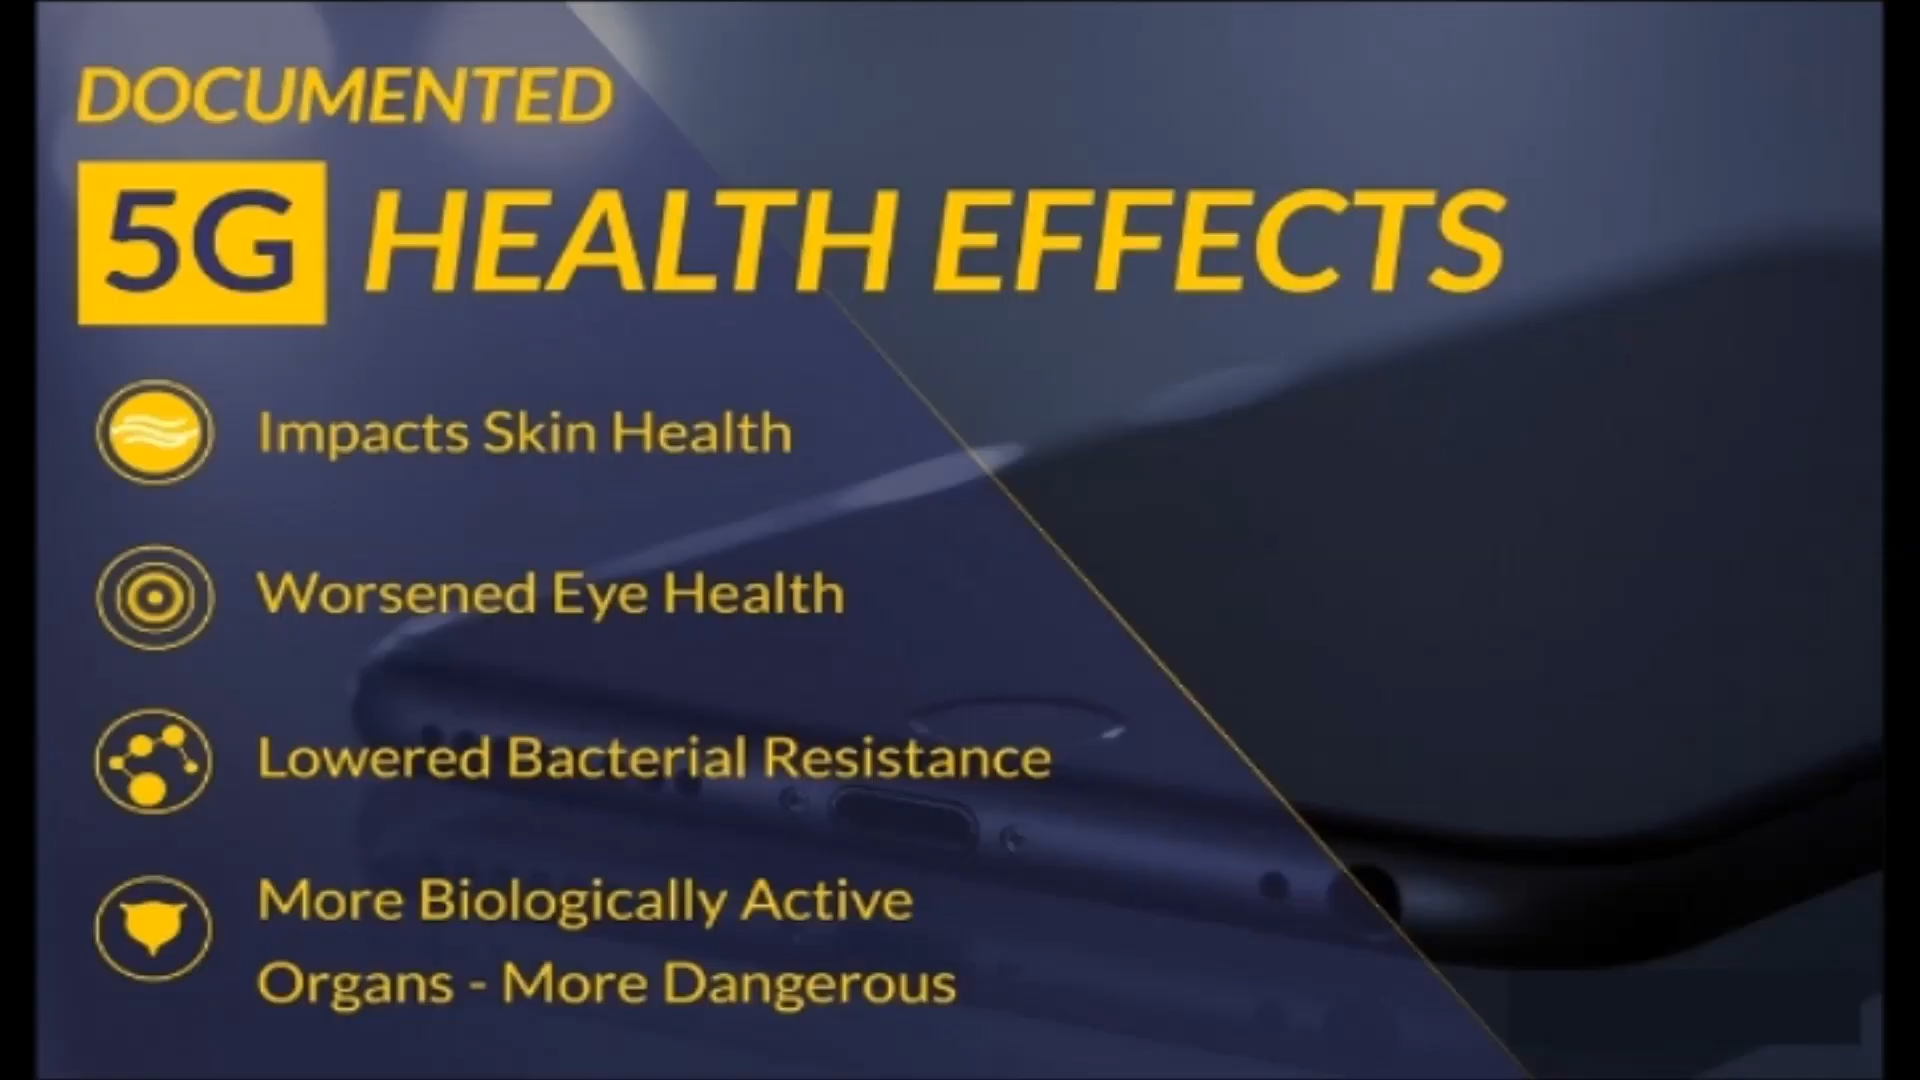 DOCUMENTED
5G HEALTH EFFECTS
Impacts Skin Health
Worsened Eye Health
Lowered Bacterial Resistance
More Biologically Active
Organs - More Dangerous